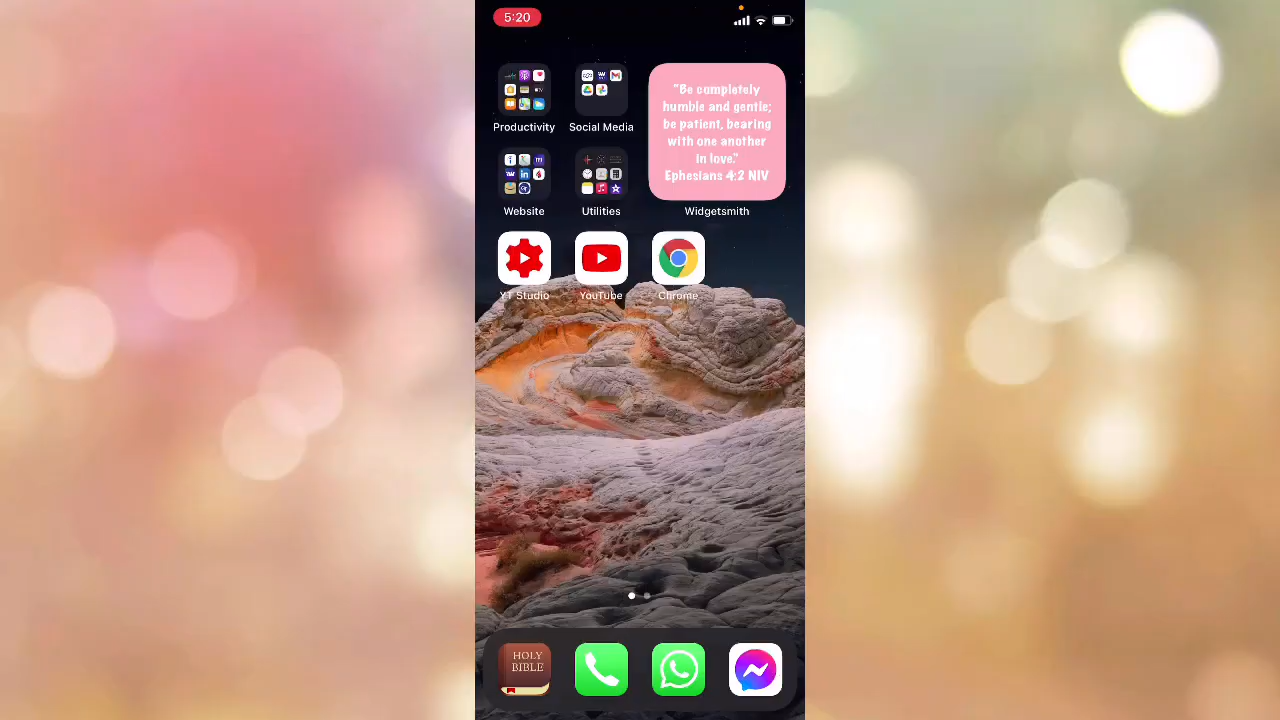 5:20
"Be completely
humble and gentle;
be patient, bearing
with one another
in love."
Ephesians 4:2 NIV
Productivity
Social Media
Website
Utilities
Widgetsmith
YT Studio
YouTube
Chrome
HOLY
BIBLE